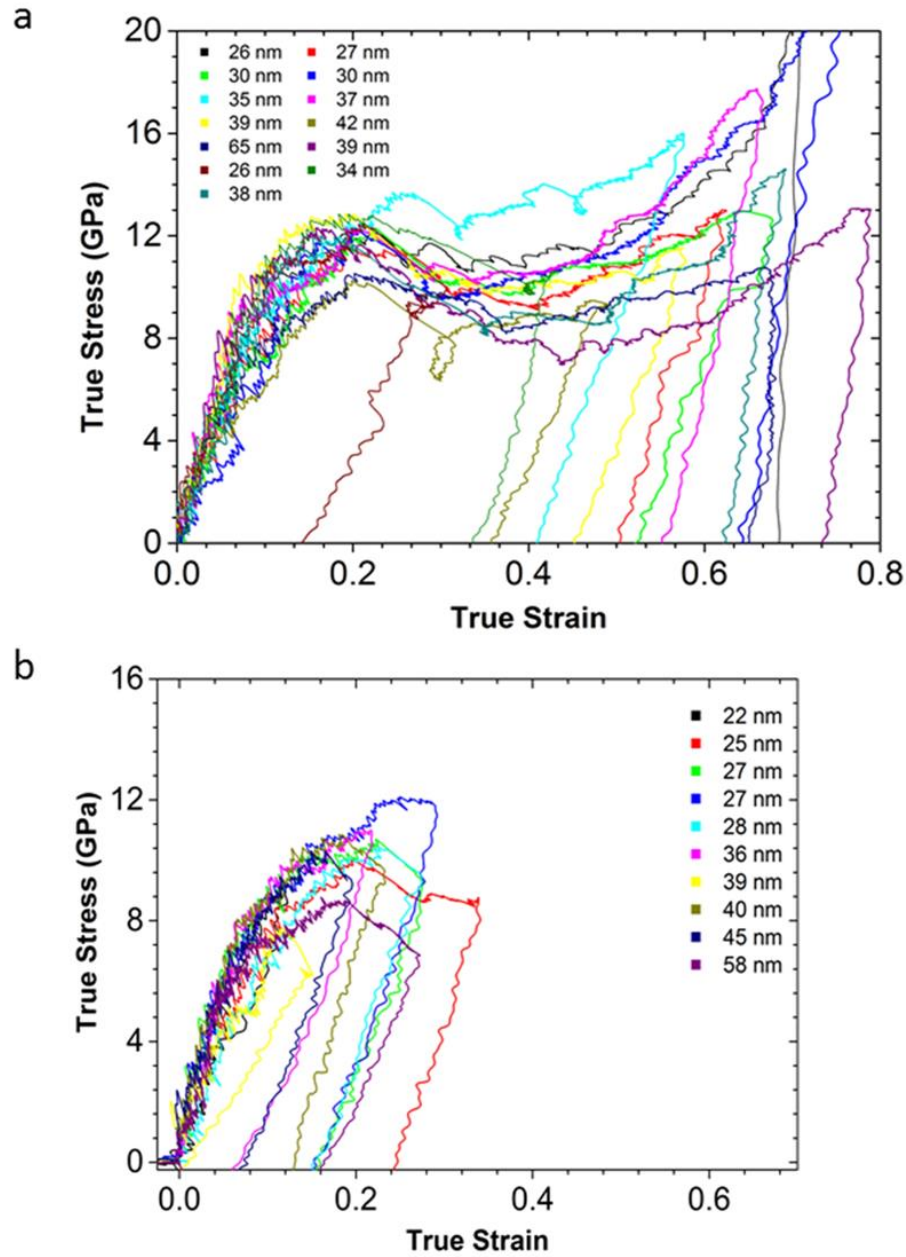 a
20
16
12
8
4
0
True Stress (GPa)
26 nm 27 nm
30 nm 30 nm
35 nm 37 nm
39 nm 42 nm
65 nm 39 nm
26 nm 34 nm
38 nm
0.0 0.2 0.4 0.6 0.8
True Strain
b
16
12
8
4
0
True Stress (GPa)
22 nm
25 nm
27 nm
27 nm
28 nm
36 nm
39 nm
40 nm
45 nm
58 nm
0.0 0.2 0.4 0.6
True Strain